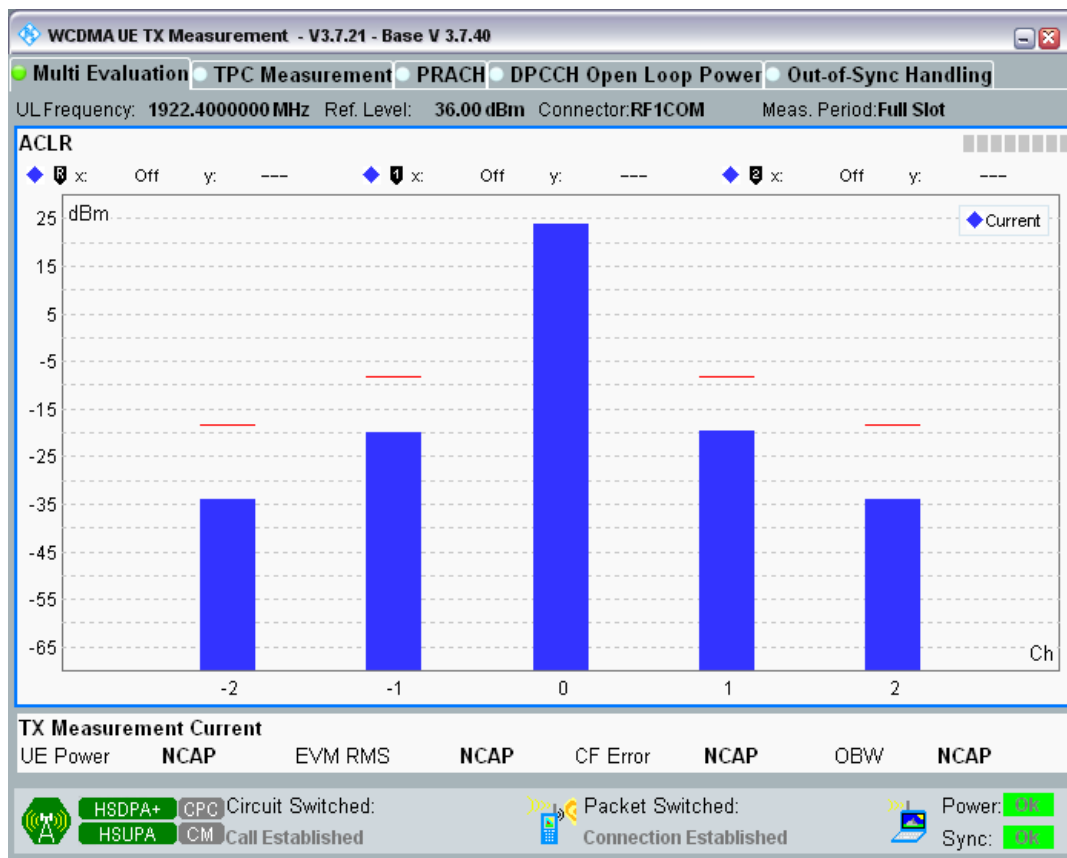 WCDMA UE TX Measurement - V3.7.21 - Base V 3.7.40
Multi Evaluation TPC Measurement PRACH DPCCH Open Loop Power Out-of-Sync Handling
UL Frequency: 1922.4000000 MHz Ref. Level: 36.00 dBm Connector:RF1COM Meas. Period:Full Slot
ACLR
R x: Off y: --- 1 x: Off y: --- 2 x: Off y: ---
dBm
Current
25
15
5
-5
-15
-25
-35
-45
-55
-65
Ch
-2 -1 0 1 2
TX Measurement Current
UE Power NCAP EVM RMS NCAP CF Error NCAP OBW NCAP
HSDPA+ CPC Circuit Switched: Packet Switched: Power: OK
HSUPA CM Call Established Connection Established Sync: OK